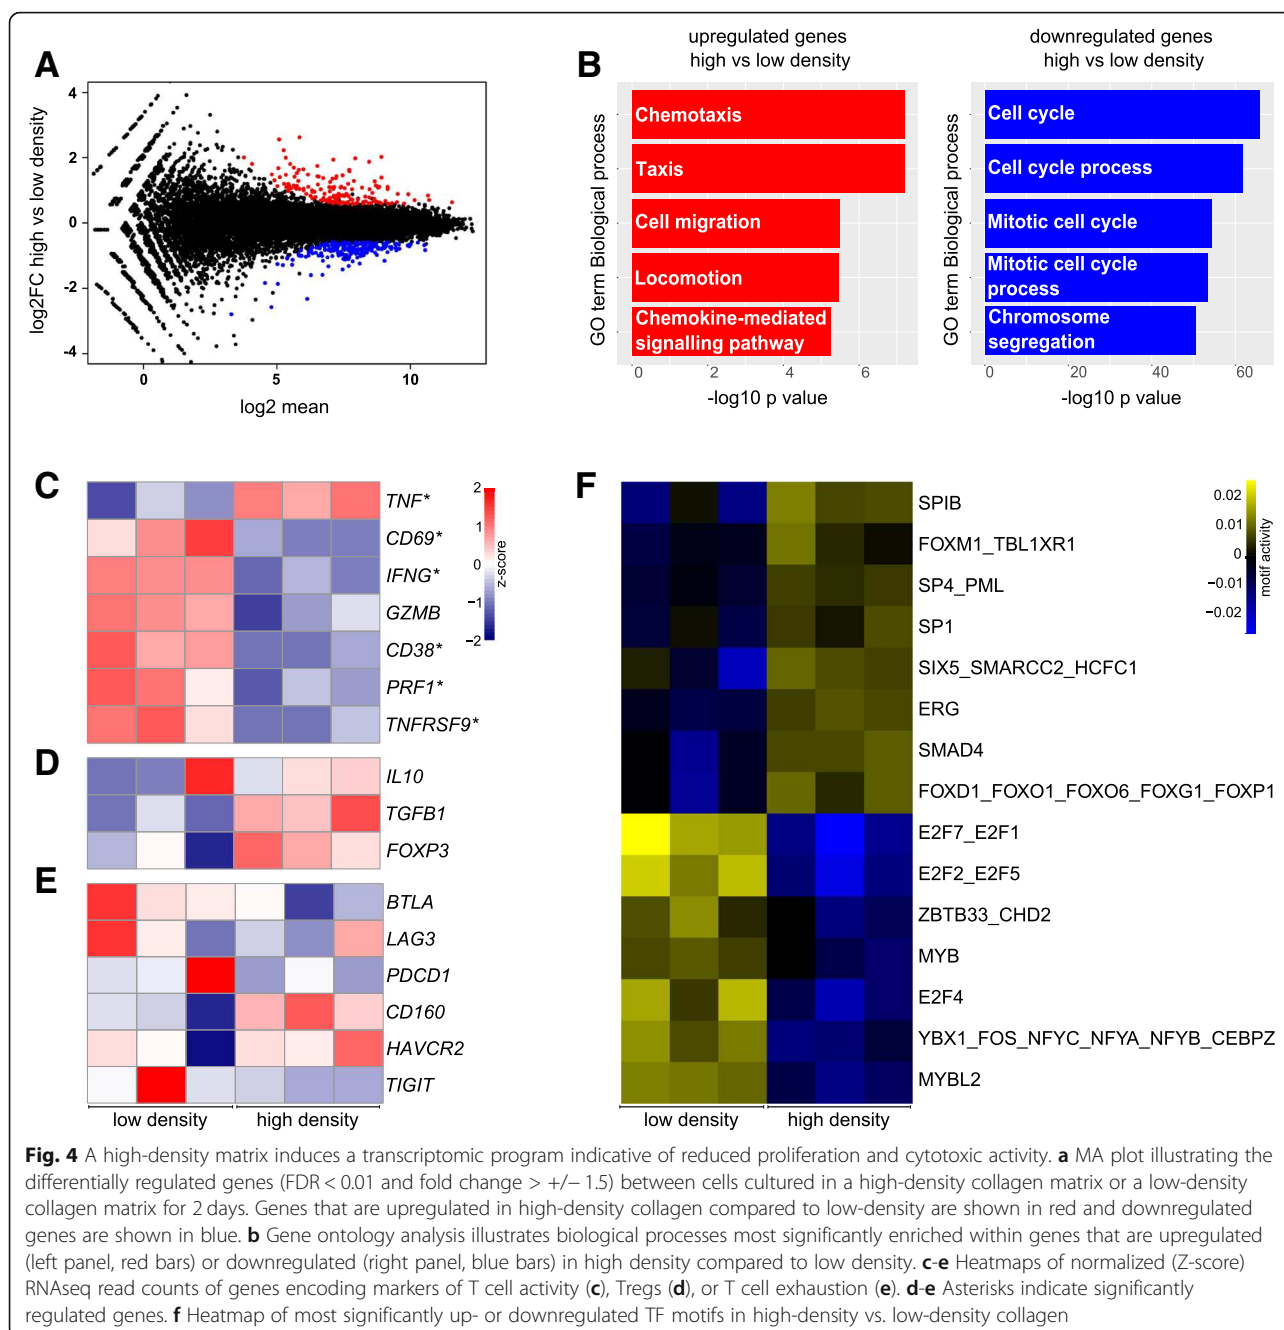 A
log2FC high vs low density
4
2
0
-2
-4
0
5
10
log2 mean
B
upregulated genes
high vs low density
GO term Biological process
Chemotaxis
Taxis
Cell migration
Locomotion
Chemokine-mediated
signalling pathway
0
2
4
6
-log10 p value
downregulated genes
high vs low density
GO term Biological process
Cell cycle
Cell cycle process
Mitotic cell cycle
Mitotic cell cycle
process
Chromosome
segregation
0
20
40
60
-log10 p value
C
TNF*
CD69*
IFNG*
GZMB
CD38*
PRF1*
TNFRSF9*
2
1
0
−1
−2
z-score
D
IL10
TGFB1
FOXP3
E
BTLA
LAG3
PDCD1
CD160
HAVCR2
TIGIT
low density
high density
F
SPIB
FOXM1_TBL1XR1
SP4_PML
SP1
SIX5_SMARCC2_HCFC1
ERG
SMAD4
FOXD1_FOXO1_FOXO6_FOXG1_FOXP1
E2F7_E2F1
E2F2_E2F5
ZBTB33_CHD2
MYB
E2F4
YBX1_FOS_NFYC_NFYA_NFYB_CEBPZ
MYBL2
low density
high density
0.02
0.01
0
−0.01
−0.02
motif activity
Fig. 4 A high-density matrix induces a transcriptomic program indicative of reduced proliferation and cytotoxic activity. a MA plot illustrating the
differentially regulated genes (FDR < 0.01 and fold change > +/− 1.5) between cells cultured in a high-density collagen matrix or a low-density
collagen matrix for 2 days. Genes that are upregulated in high-density collagen compared to low-density are shown in red and downregulated
genes are shown in blue. b Gene ontology analysis illustrates biological processes most significantly enriched within genes that are upregulated
(left panel, red bars) or downregulated (right panel, blue bars) in high density compared to low density. c-e Heatmaps of normalized (Z-score)
RNAseq read counts of genes encoding markers of T cell activity (c), Tregs (d), or T cell exhaustion (e). d-e Asterisks indicate significantly
regulated genes. f Heatmap of most significantly up- or downregulated TF motifs in high-density vs. low-density collagen